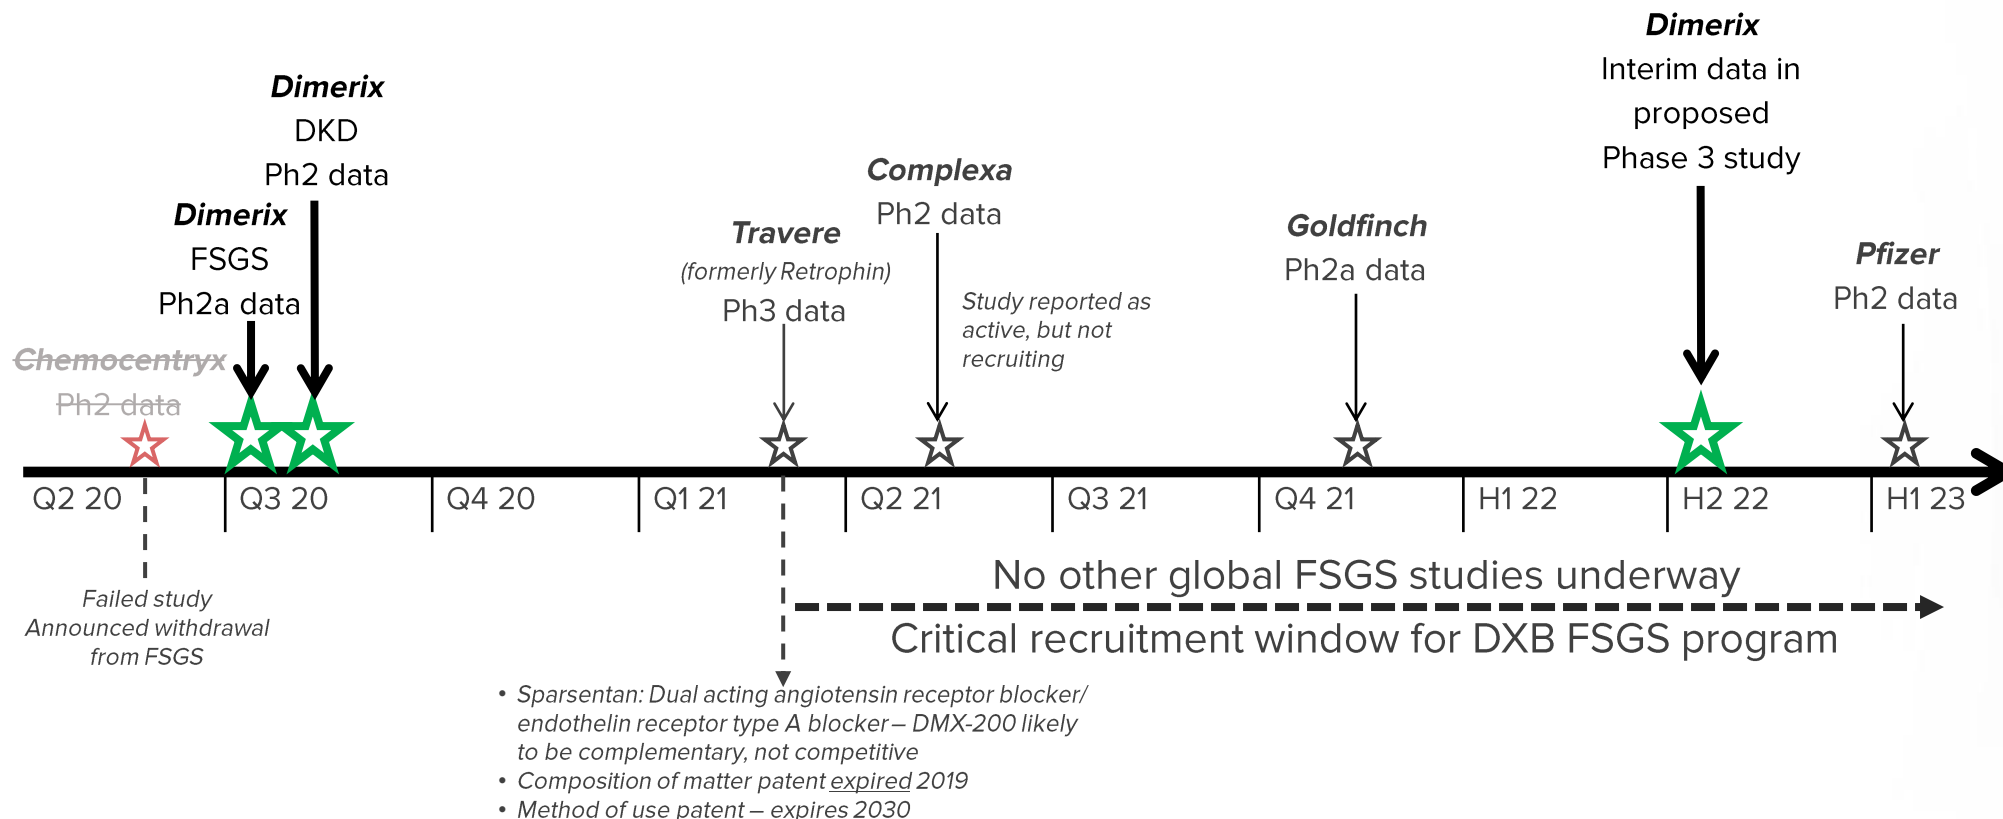 Dimerix
DKD
Ph2 data
Dimerix
FSGS
Ph2a data
Chemocentryx
Ph2 data
Travere
(formerly Retrophin)
Ph3 data
Complexa
Ph2 data
Study reported as
active, but not
recruiting
Goldfinch
Ph2a data
Dimerix
Interim data in
proposed
Phase 3 study
Pfizer
Ph2 data
Q2 20
Q3 20
Q4 20
Q1 21
Q2 21
Q3 21
Q4 21
H1 22
H2 22
H1 23
Failed study
Announced withdrawal
from FSGS
No other global FSGS studies underway
Critical recruitment window for DXB FSGS program
• Sparsentan: Dual acting angiotensin receptor blocker/
endothelin receptor type A blocker – DMX-200 likely
to be complementary, not competitive
• Composition of matter patent expired 2019
• Method of use patent – expires 2030